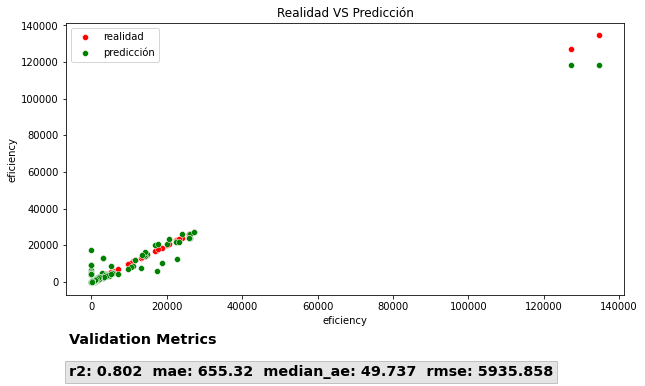 Realidad VS Predicción
realidad
predicción
140000
120000
100000
80000
60000
40000
20000
0
eficiency
0 20000 40000 60000 80000 100000 120000 140000
eficiency
Validation Metrics
r2: 0.802 mae: 655.32 median_ae: 49.737 rmse: 5935.858